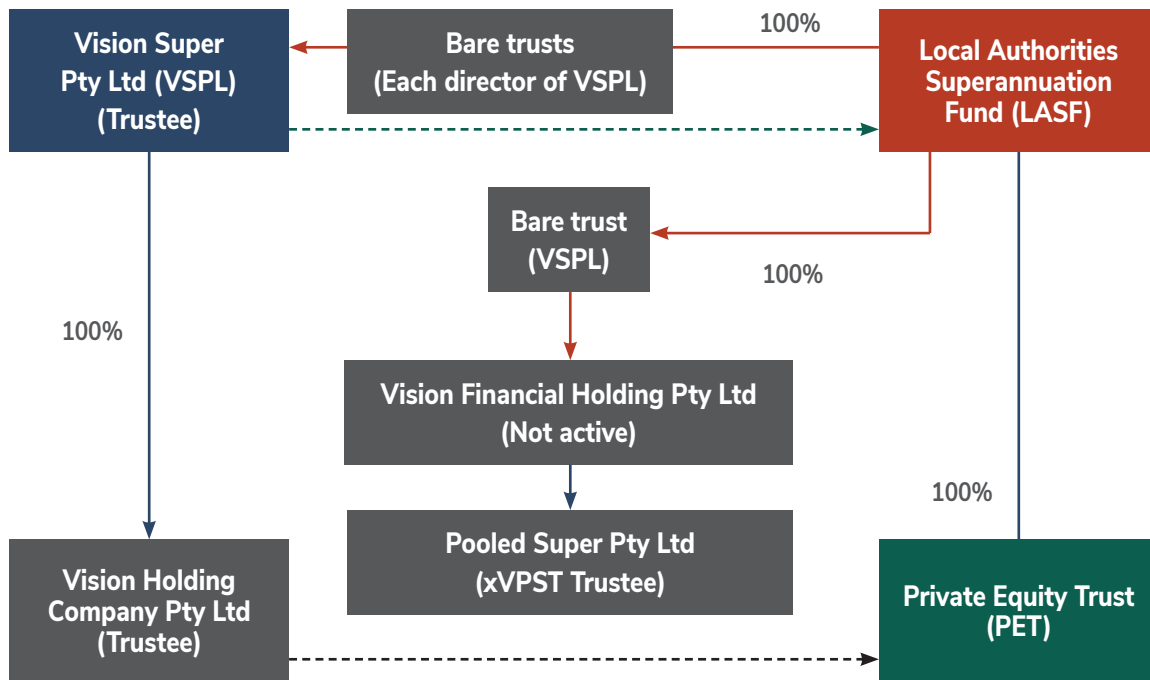 Vision Super
Pty Ltd (VSPL)
(Trustee)
Bare trusts
(Each director of VSPL)
100%
Local Authorities
Superannuation
Fund (LASF)
Bare trust
(VSPL)
100%
100%
Vision Financial Holding Pty Ltd
(Not active)
100%
Pooled Super Pty Ltd
(xVPST Trustee)
Vision Holding
Company Pty Ltd
(Trustee)
Private Equity Trust
(PET)